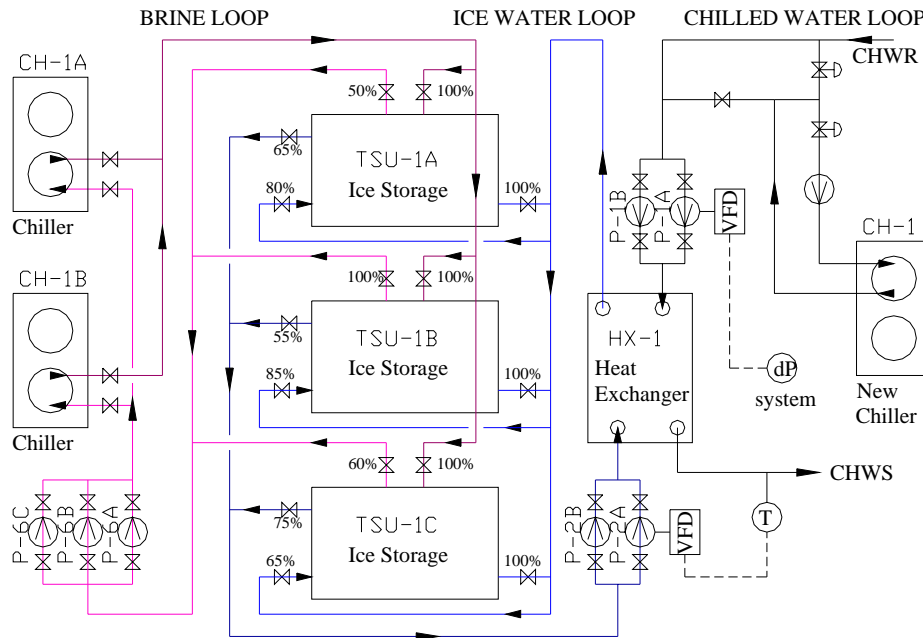 BRINE LOOP
ICE WATER LOOP
CHILLED WATER LOOP
CHWR
CH-1A
50%
100%
65%
TSU-1A
Ice Storage
80%
100%
Chiller
P-1B
P-1A
VFD
CH-1
CH-1B
100%
100%
55%
TSU-1B
Ice Storage
85%
100%
HX-1
Heat
Exchanger
dP
system
New
Chiller
Chiller
60%
100%
CHWS
P-6C
P-6B
P-6A
75%
TSU-1C
Ice Storage
65%
100%
P-2B
P-2A
VFD
T